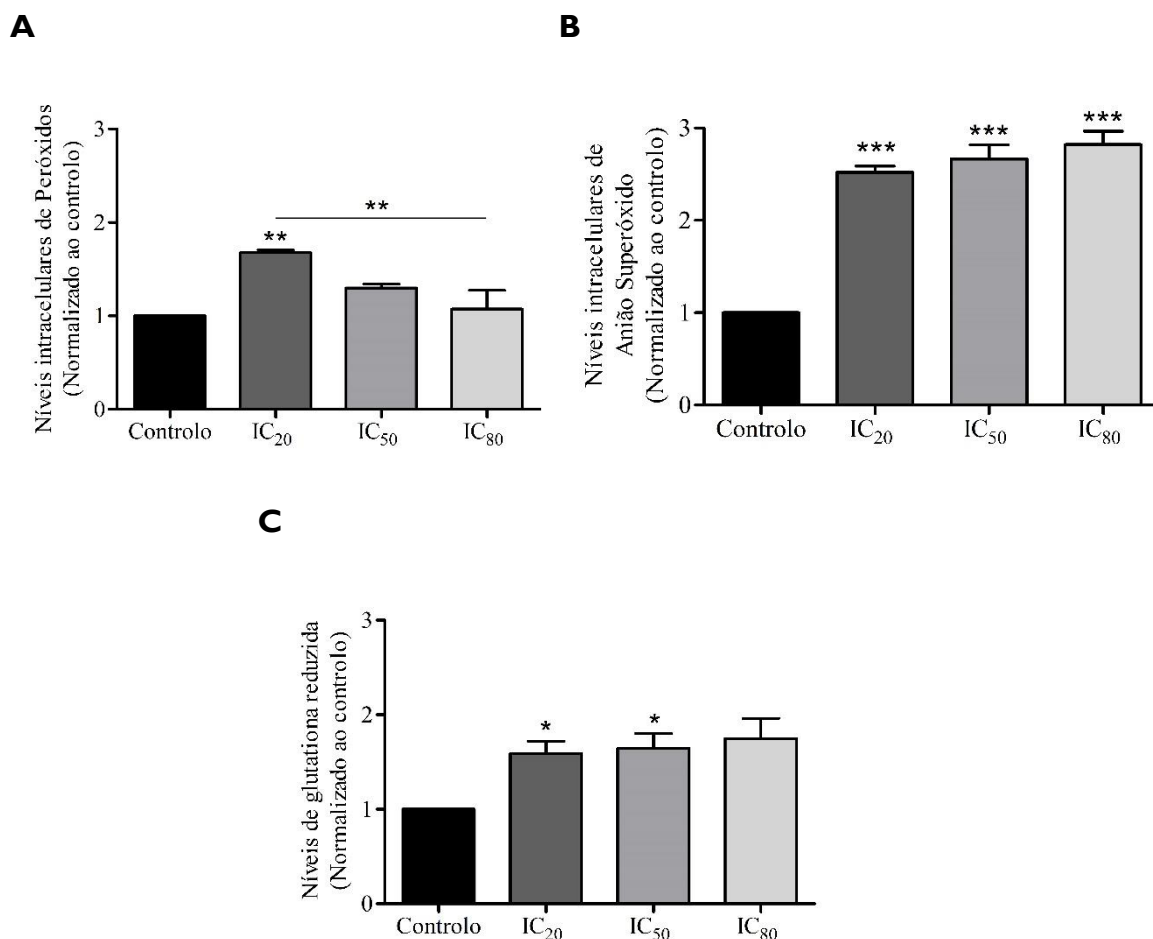 A
Níveis intracelulares de Peróxidos
(Normalizado ao controlo)
3
2
1
0
**
**
Controlo
IC20
IC50
IC80
B
Níveis intracelulares de
Anião Superóxido
(Normalizado ao controlo)
3
2
1
0
***
***
***
Controlo
IC20
IC50
IC80
C
Níveis de glutationa reduzida
(Normalizado ao controlo)
3
2
1
0
*
*
Controlo
IC20
IC50
IC80